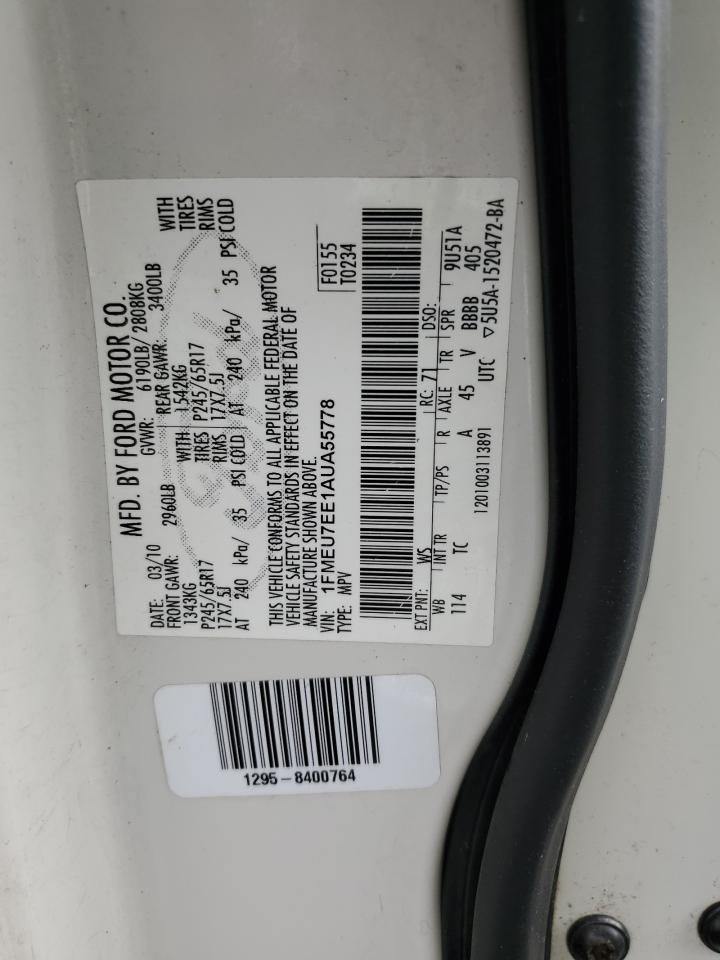 MFD. BY FORD MOTOR CO.
DATE: 03/10 GVWR: 6190LB/ 2808KG
FRONT GAWR: 2960LB REAR GAWR: 3400LB
1343KG WITH 1542KG WITH
P245/65R17 TIRES P245/65R17 TIRES
17X7.5J RIMS 17X7.5J RIMS
AT 240 kPa/ 35 PSI COLD AT 240 kPa/ 35 PSI COLD
THIS VEHICLE CONFORMS TO ALL APPLICABLE FEDERAL MOTOR
VEHICLE SAFETY STANDARDS IN EFFECT ON THE DATE OF
MANUFACTURE SHOWN ABOVE.
VIN: 1FMEU7EE1AUA55778 F0155
TYPE: MPV T0234
EXT PNT: WS RC: 71 DSO:
WB INT TR TP/PS R AXLE TR SPR 9U51A
114 TC A 45 V BBBB 405
1201003113891 UTC ▽5U5A-1520472-BA
1295-8400764